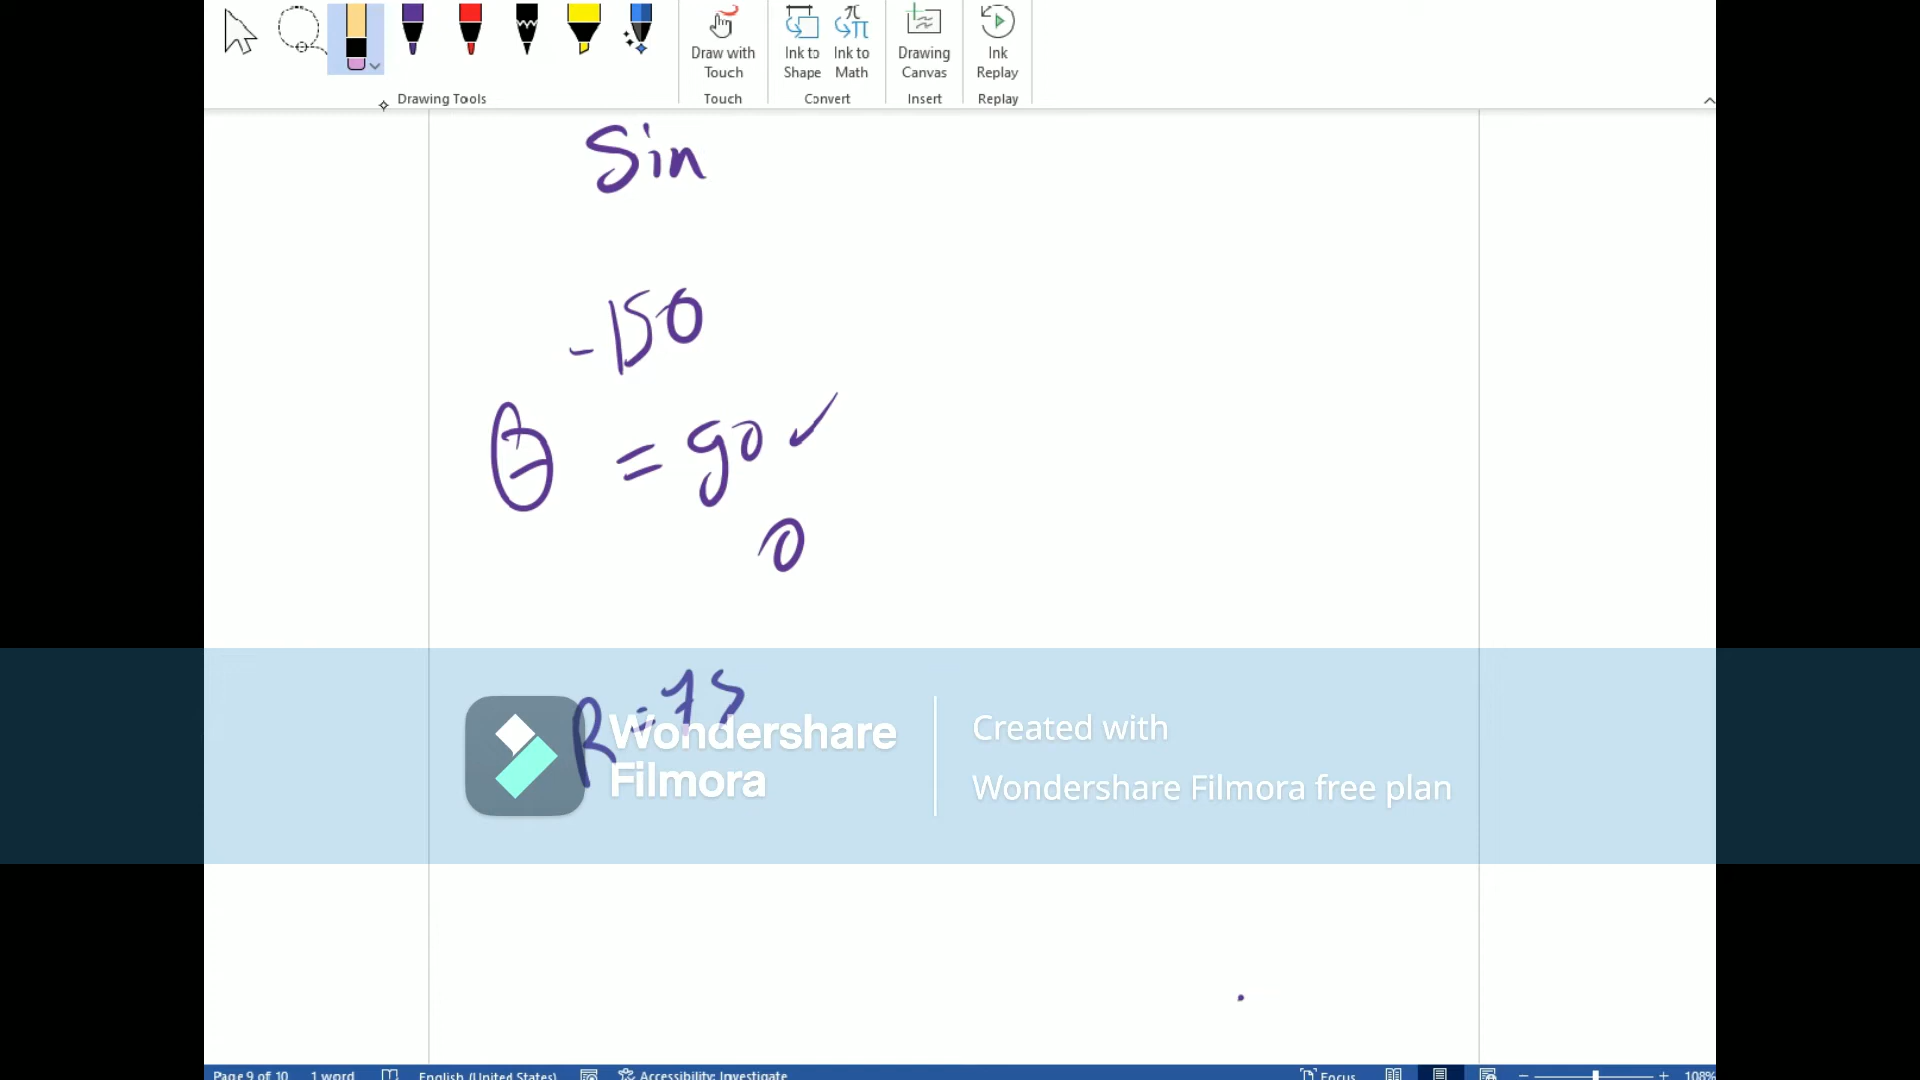 Draw with Touch
Ink to Shape
Ink to Math
Drawing Canvas
Ink Replay
Drawing Tools
Touch
Convert
Insert
Replay
Sin
-150
θ = 90 ✓
0
R = 75
Wondershare Filmora
Created with
Wondershare Filmora free plan
Page 9 of 10 1 word English (United States) Accessibility: Investigate Focus 108%